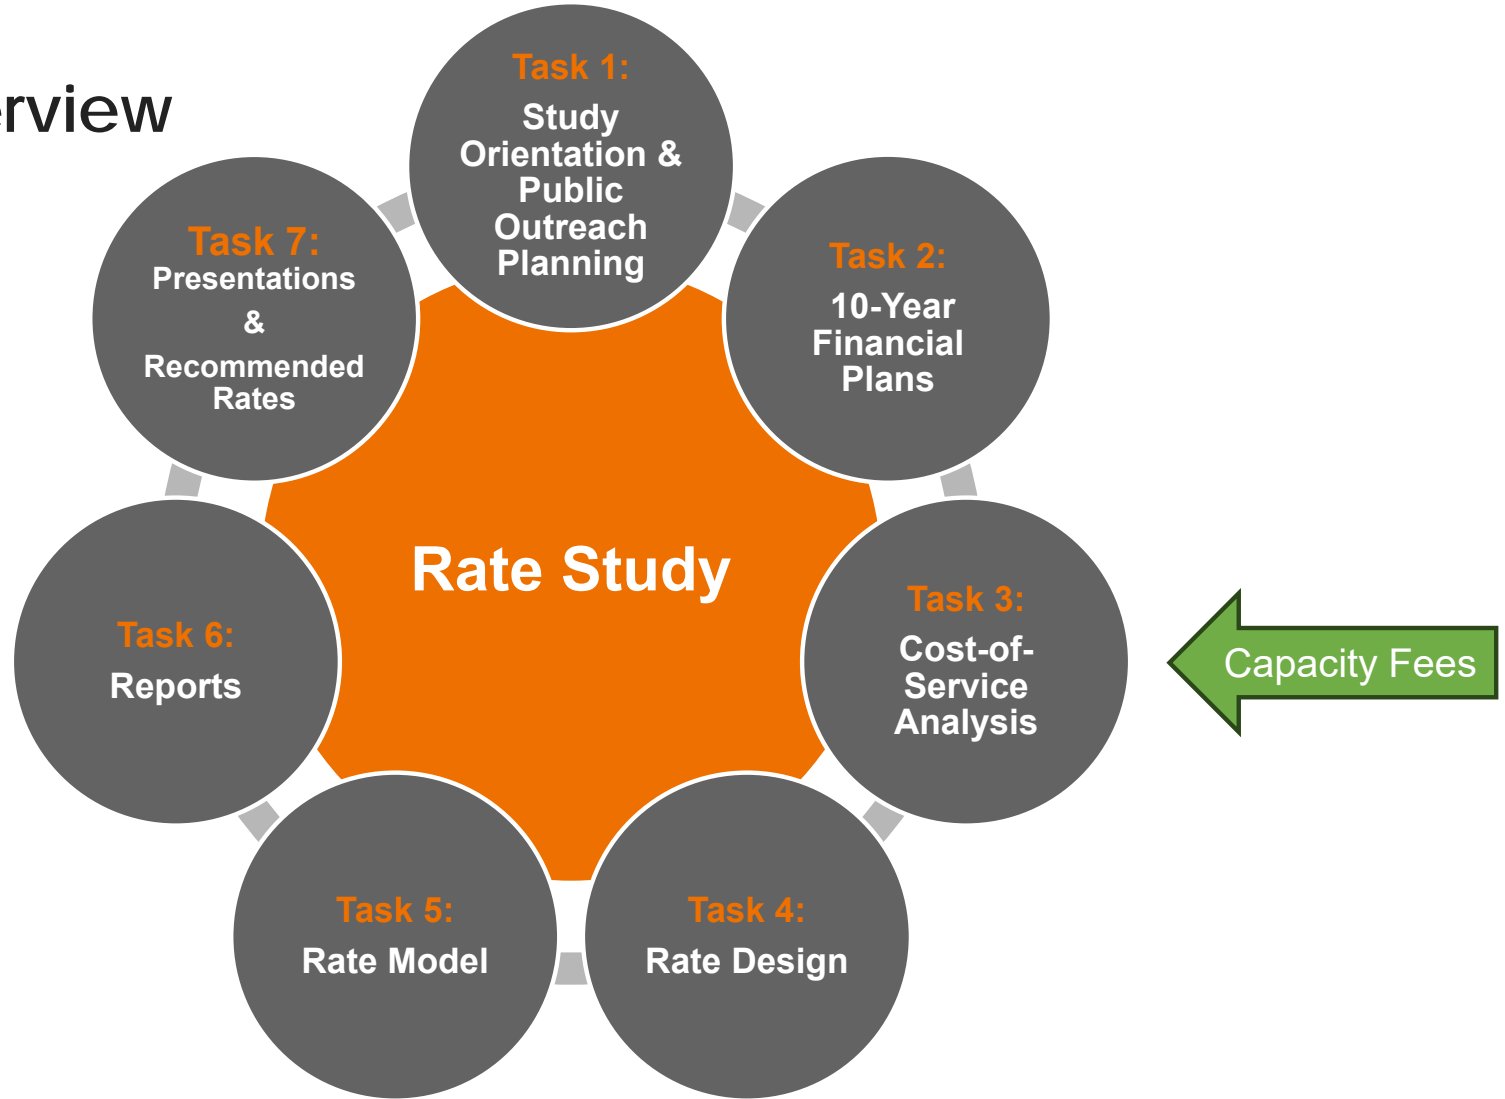 erview
Task 1:
Study
Orientation &
Public
Outreach
Planning
Task 2:
10-Year
Financial
Plans
Task 3:
Cost-of-
Service
Analysis
Capacity Fees
Task 4:
Rate Design
Task 5:
Rate Model
Task 6:
Reports
Task 7:
Presentations
&
Recommended
Rates
Rate Study